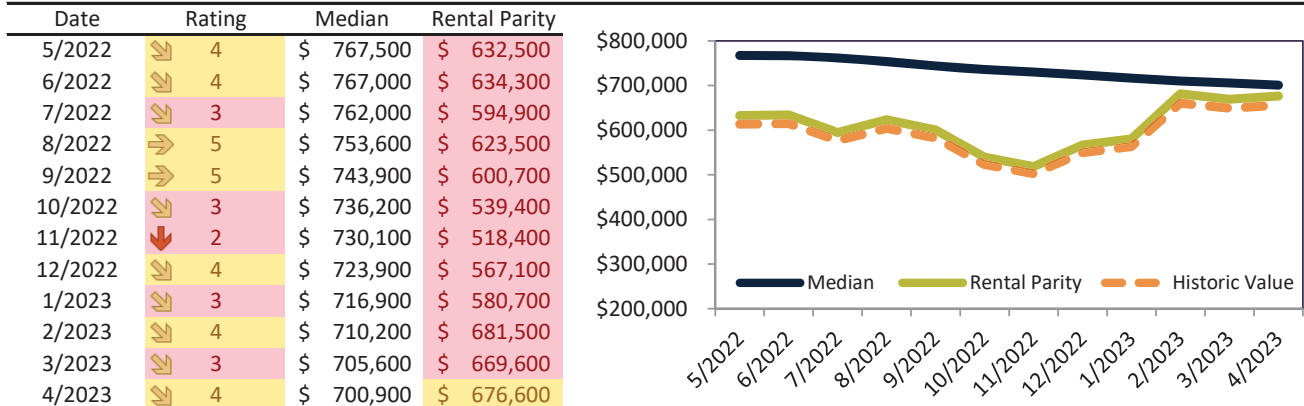 Date Rating Median Rental Parity
5/2022 4 $ 767,500 $ 632,500
6/2022 4 $ 767,000 $ 634,300
7/2022 3 $ 762,000 $ 594,900
8/2022 5 $ 753,600 $ 623,500
9/2022 5 $ 743,900 $ 600,700
10/2022 3 $ 736,200 $ 539,400
11/2022 2 $ 730,100 $ 518,400
12/2022 4 $ 723,900 $ 567,100
1/2023 3 $ 716,900 $ 580,700
2/2023 4 $ 710,200 $ 681,500
3/2023 3 $ 705,600 $ 669,600
4/2023 4 $ 700,900 $ 676,600
$800,000
$700,000
$600,000
$500,000
$400,000
$300,000
$200,000
Median Rental Parity Historic Value
5/2022
6/2022
7/2022
8/2022
9/2022
10/2022
11/2022
12/2022
1/2023
2/2023
3/2023
4/2023